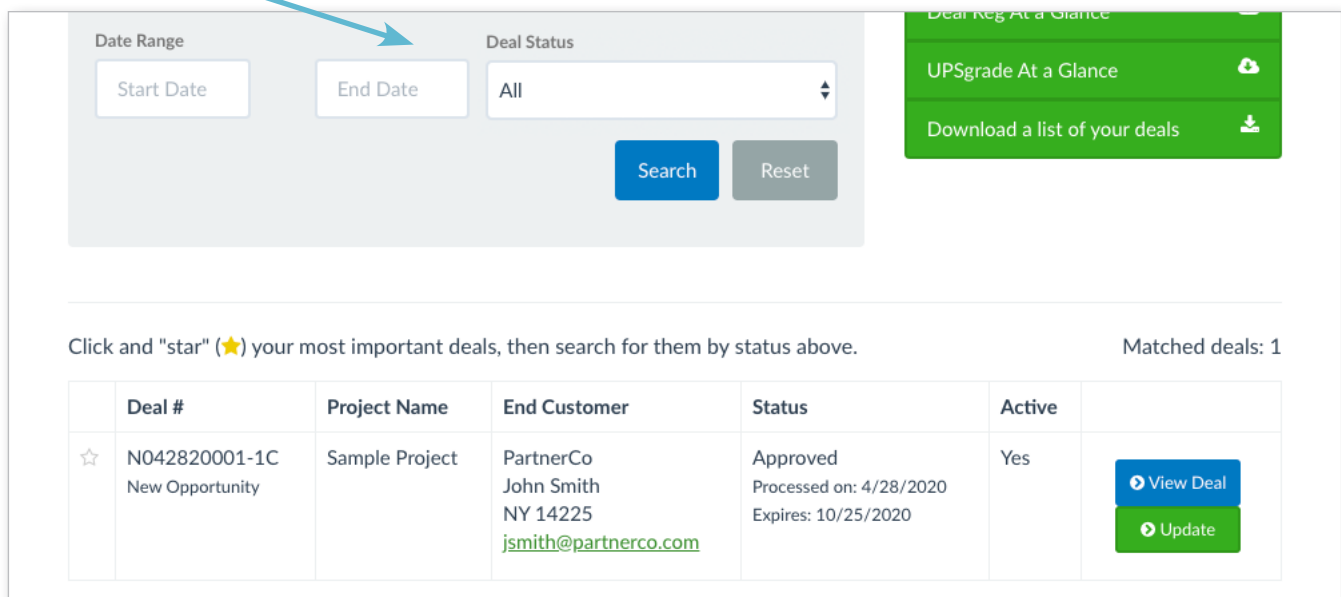 Deal Reg At a Glance
Date Range
Deal Status
Start Date
End Date
All
UPSgrade At a Glance
Download a list of your deals
Search
Reset
Click and "star" (★) your most important deals, then search for them by status above.
Matched deals: 1
Deal #
Project Name
End Customer
Status
Active
N042820001-1C
New Opportunity
Sample Project
PartnerCo
John Smith
NY 14225
jsmith@partnerco.com
Approved
Processed on: 4/28/2020
Expires: 10/25/2020
Yes
View Deal
Update